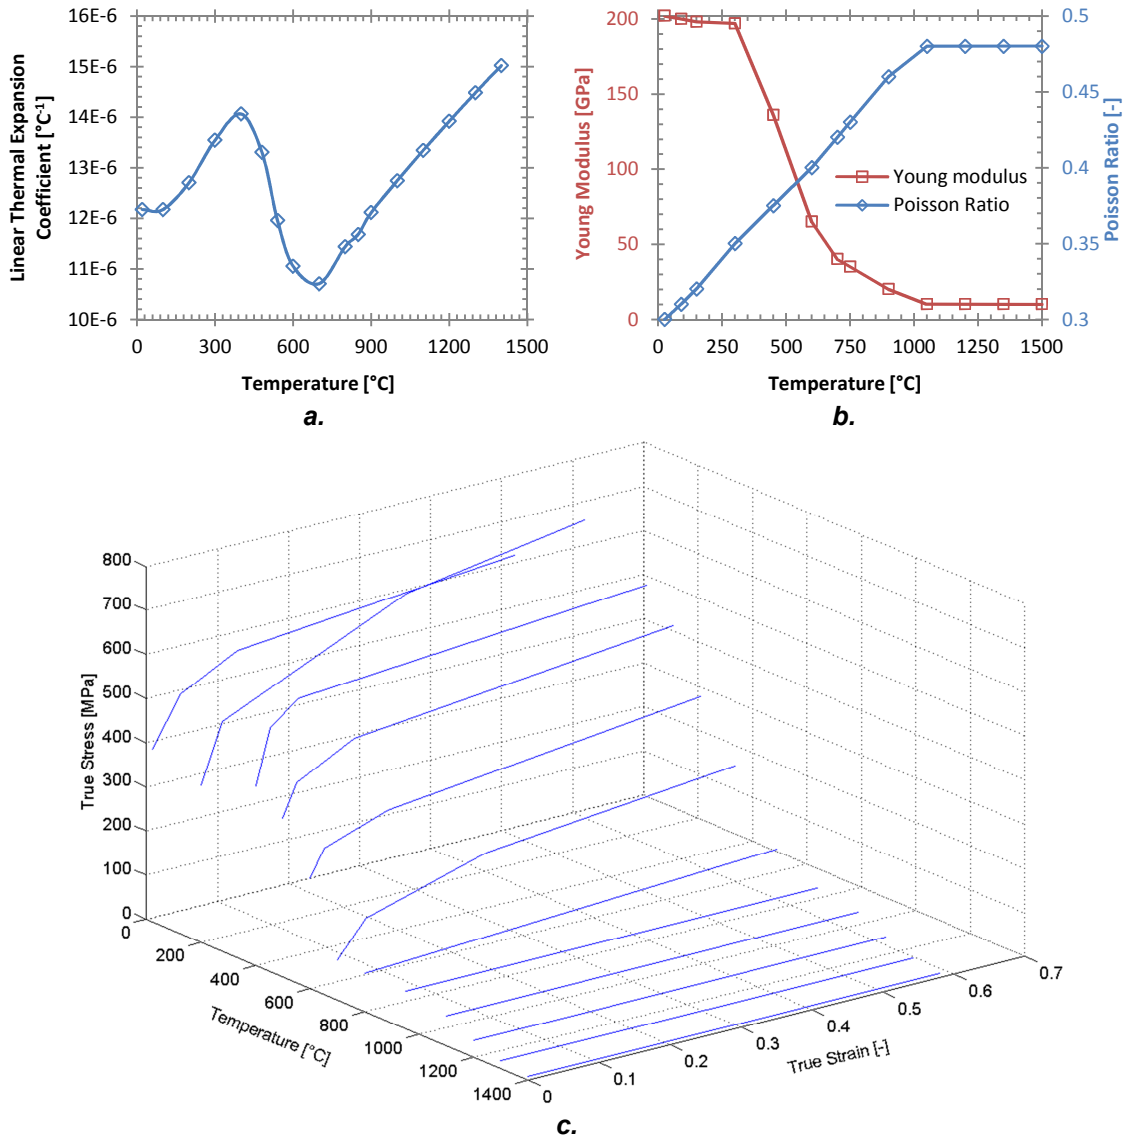 Linear Thermal Expansion
Coefficient [°C-1]
16E-6
15E-6
14E-6
13E-6
12E-6
11E-6
10E-6
0 300 600 900 1200 1500
Temperature [°C]
a.
Young Modulus [GPa]
200
150
100
50
0
Young modulus
Poisson Ratio
0.5
0.45
0.4
0.35
0.3
Poisson Ratio [-]
0 250 500 750 1000 1250 1500
Temperature [°C]
b.
True Stress [MPa]
800
700
600
500
400
300
200
100
0
0
200
400
600
800
1000
1200
1400
Temperature [°C]
0
0.1
0.2
0.3
0.4
0.5
0.6
0.7
True Strain [-]
c.